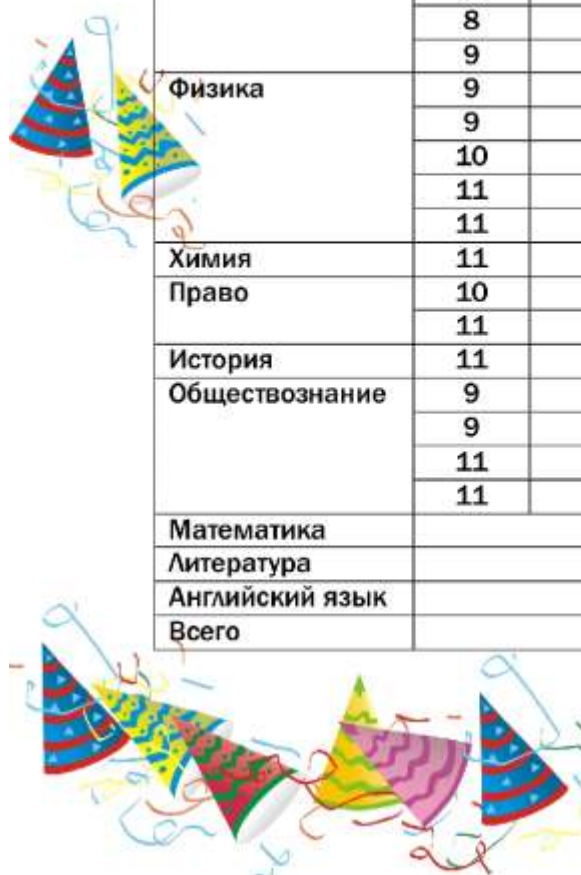 8
9
Физика 9
9
10
11
11
Химия 11
Право 10
11
История 11
Обществознание 9
9
11
11
Математика
Литература
Английский язык
Всего